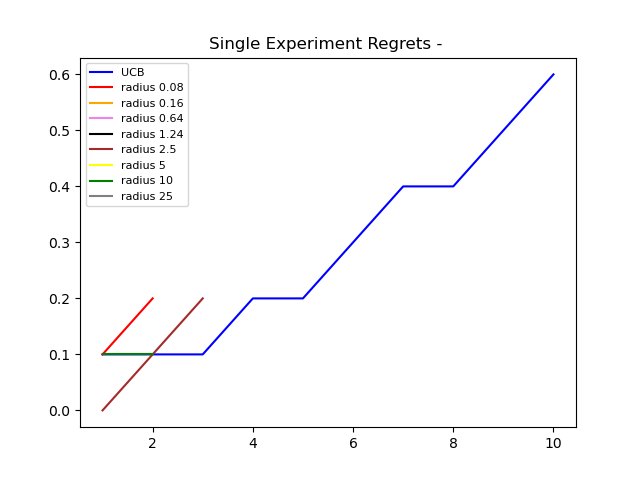 Single Experiment Regrets -
UCB
radius 0.08
radius 0.16
radius 0.64
radius 1.24
radius 2.5
radius 5
radius 10
radius 25
0.6
0.5
0.4
0.3
0.2
0.1
0.0
2 4 6 8 10